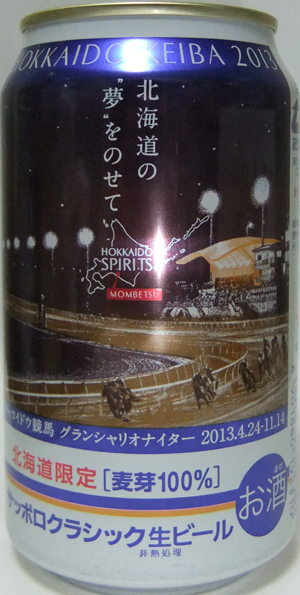 HOKKAIDO KEIBA 2013
北海道の
"夢"をのせて
HOKKAIDO
SPIRITS
MOMBETSU
ーカイドウ競馬 グランシャリオナイター 2013.4.24-11.14
北海道限定[麦芽100%]
サッポロクラシック生ビール
非熱処理
お酒